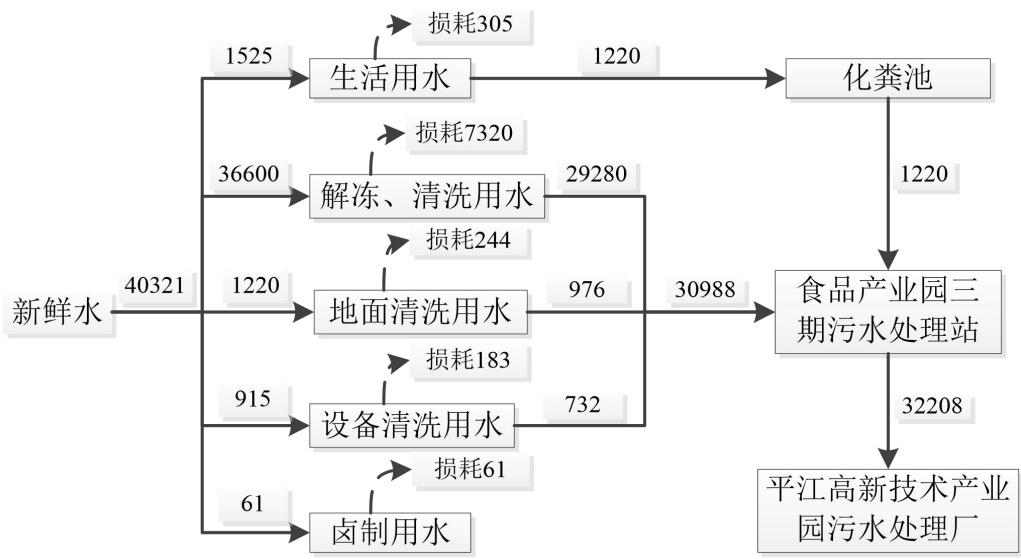 损耗305
1525
生活用水
1220
化粪池
损耗7320
36600
解冻、清洗用水
29280
1220
损耗244
新鲜水
40321
1220
地面清洗用水
976
30988
食品产业园三
期污水处理站
损耗183
915
设备清洗用水
732
32208
损耗61
61
卤制用水
平江高新技术产业
园污水处理厂